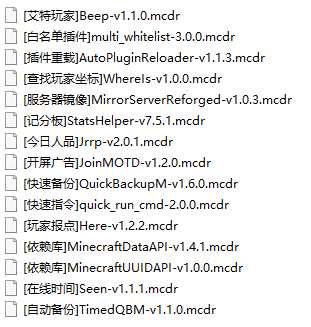 [艾特玩家]Beep-v1.1.0.mcdr
[白名单插件]multi_whitelist-3.0.0.mcdr
[插件重载]AutoPluginReloader-v1.1.3.mcdr
[查找玩家坐标]WhereIs-v1.0.0.mcdr
[服务器镜像]MirrorServerReforged-v1.0.3.mcdr
[记分板]StatsHelper-v7.5.1.mcdr
[今日人品]Jrrp-v2.0.1.mcdr
[开屏广告]JoinMOTD-v1.2.0.mcdr
[快速备份]QuickBackupM-v1.6.0.mcdr
[快速指令]quick_run_cmd-2.0.0.mcdr
[玩家报点]Here-v1.2.2.mcdr
[依赖库]MinecraftDataAPI-v1.4.1.mcdr
[依赖库]MinecraftUUIDAPI-v1.0.0.mcdr
[在线时间]Seen-v1.1.1.mcdr
[自动备份]TimedQBM-v1.1.0.mcdr